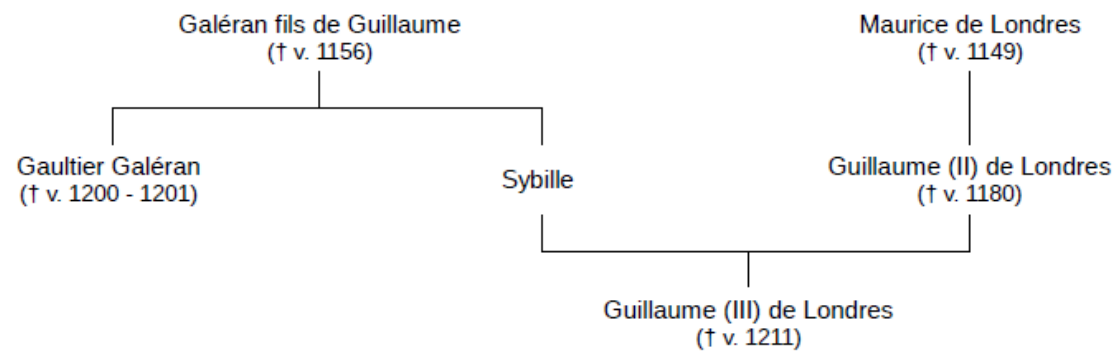 Galéran fils de Guillaume
(† v. 1156)
Maurice de Londres
(† v. 1149)
Gaultier Galéran
(† v. 1200 - 1201)
Sybille
Guillaume (II) de Londres
(† v. 1180)
Guillaume (III) de Londres
(† v. 1211)